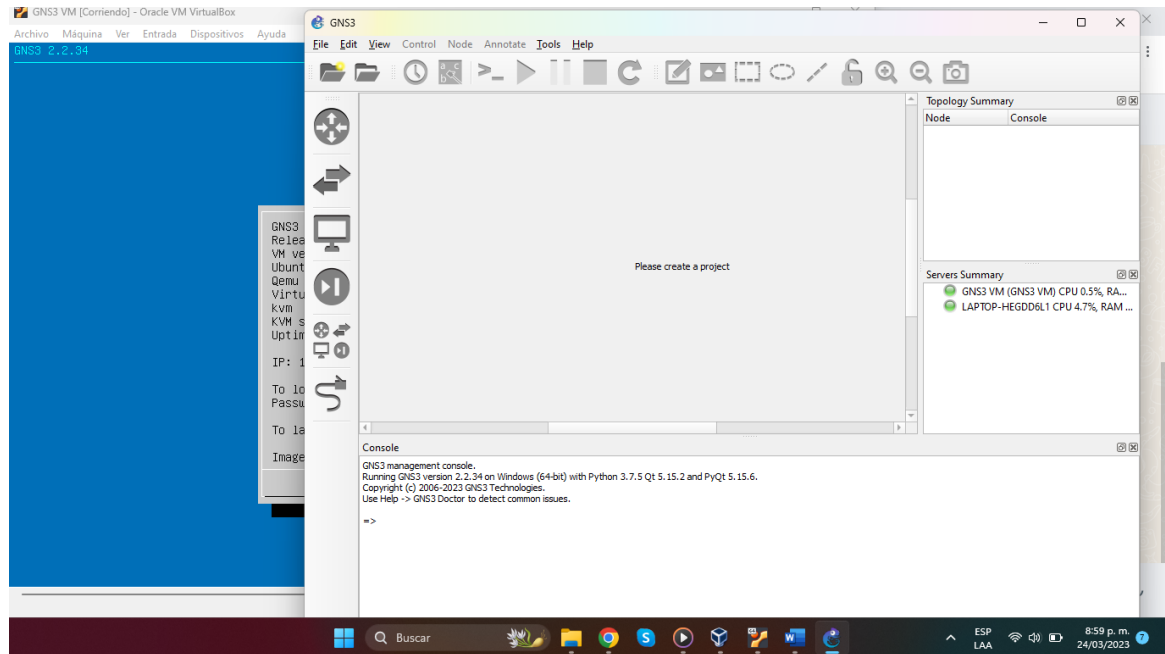 GNS3 VM [Corriendo] - Oracle VM VirtualBox
Archivo Máquina Ver Entrada Dispositivos Ayuda
GNS3 2.2.34
GNS3
Relea
VM ve
Ubunt
Qemu
Virtu
kvm
KVM s
Uptim
IP: 1
To lo
Passw
To la
Image
GNS3
File Edit View Control Node Annotate Tools Help
Please create a project
Topology Summary
Node Console
Servers Summary
GNS3 VM (GNS3 VM) CPU 0.5%, RA...
LAPTOP-HEGDD6L1 CPU 4.7%, RAM ...
Console
GNS3 management console.
Running GNS3 version 2.2.34 on Windows (64-bit) with Python 3.7.5 Qt 5.15.2 and PyQt 5.15.6.
Copyright (c) 2006-2023 GNS3 Technologies.
Use Help -> GNS3 Doctor to detect common issues.
=>
Buscar
ESP
LAA
8:59 p. m.
24/03/2023
7